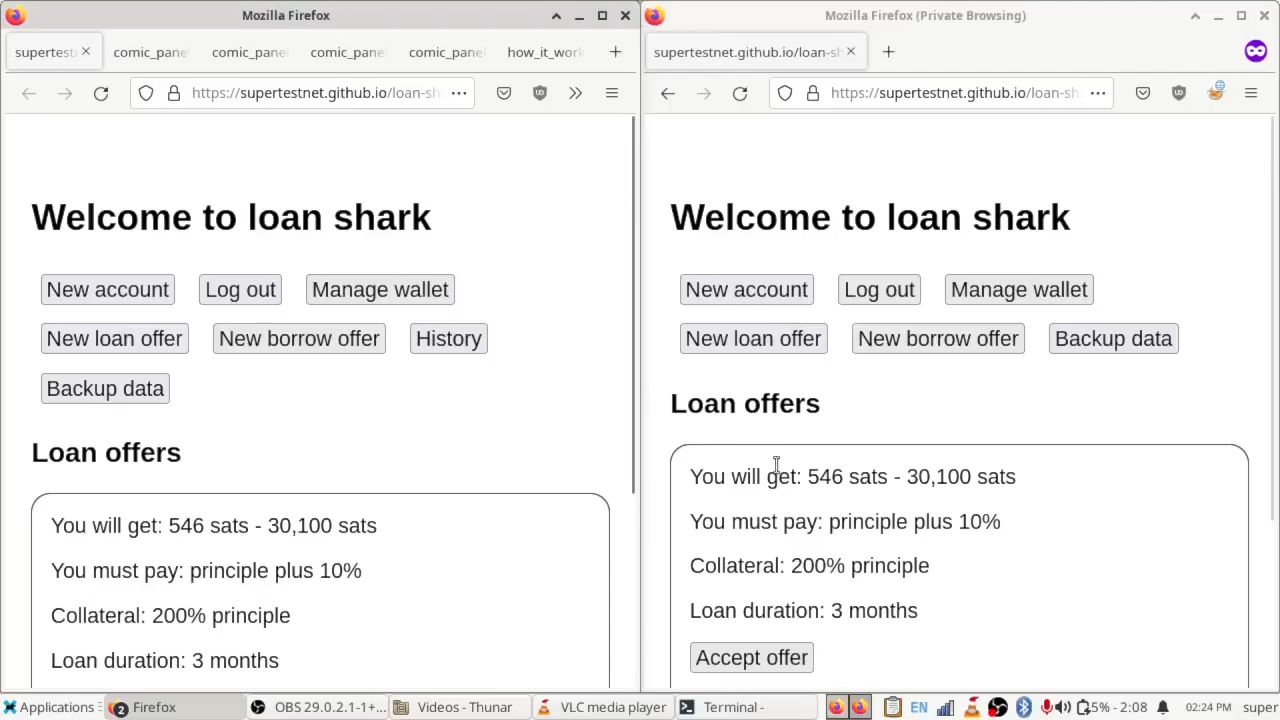 Mozilla Firefox
supertest
comic_pane
comic_pane
comic_pane
comic_pane
how_it_work
https://supertestnet.github.io/loan-sh
Welcome to loan shark
New account Log out Manage wallet
New loan offer New borrow offer History
Backup data
Loan offers
You will get: 546 sats - 30,100 sats
You must pay: principle plus 10%
Collateral: 200% principle
Loan duration: 3 months
Mozilla Firefox (Private Browsing)
supertestnet.github.io/loan-sh
https://supertestnet.github.io/loan-sh
Welcome to loan shark
New account Log out Manage wallet
New loan offer New borrow offer Backup data
Loan offers
You will get: 546 sats - 30,100 sats
You must pay: principle plus 10%
Collateral: 200% principle
Loan duration: 3 months
Accept offer
Applications 2 Firefox OBS 29.0.2.1-1+... Videos - Thunar VLC media player Terminal - EN 5% - 2:08 02:24 PM super